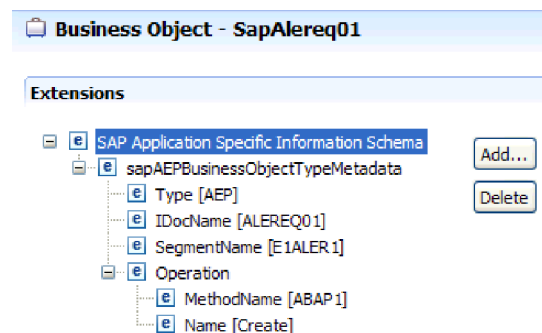 Business Object - SapAlereq01
Extensions
SAP Application Specific Information Schema
Add...
sapAEPBusinessObjectTypeMetadata
Type [AEP]
Delete
IDocName [ALEREQ01]
SegmentName [E1ALER1]
Operation
MethodName [ABAP1]
Name [Create]